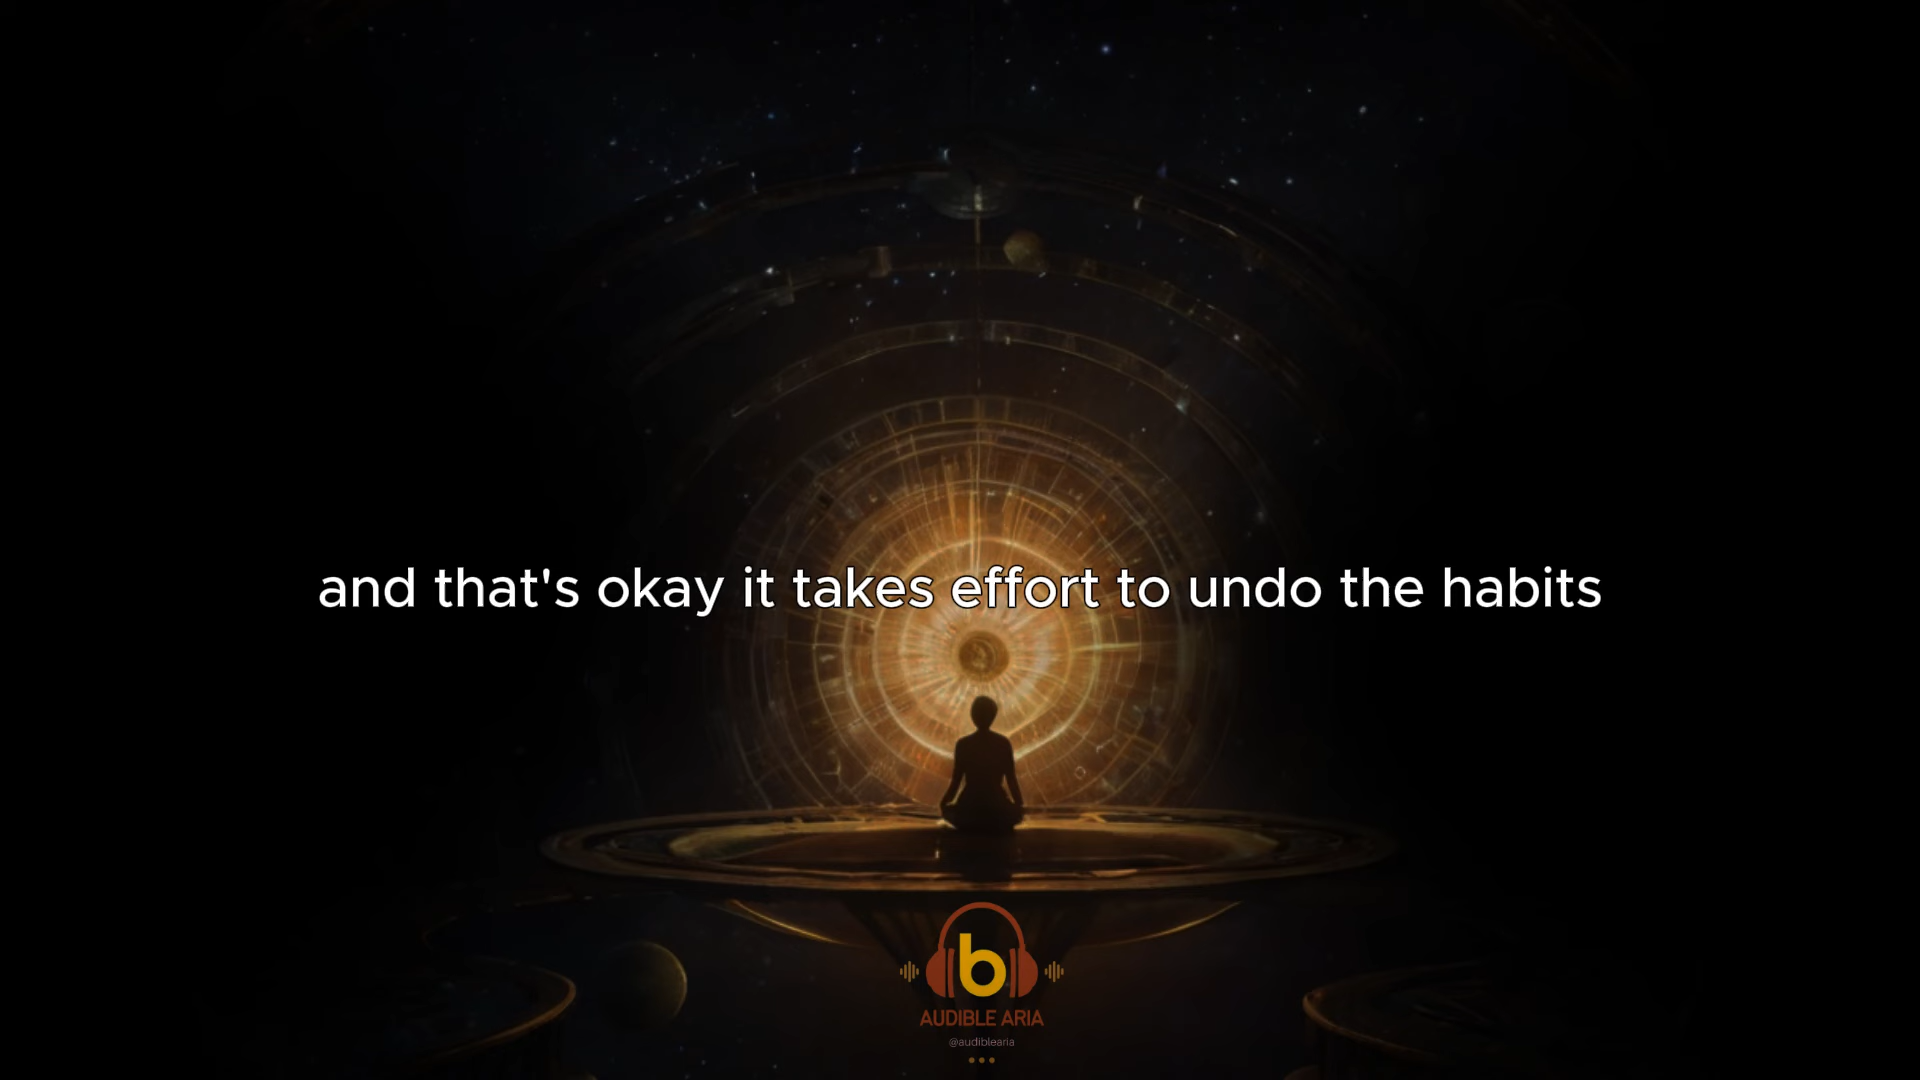 and that's okay it takes effort to undo the habits
b
AUDIBLE ARIA
@audiblearia